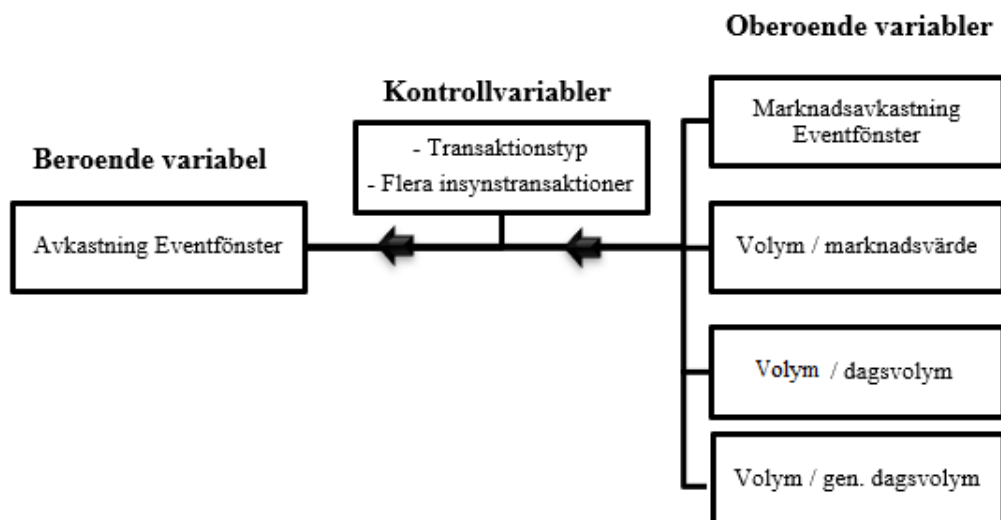 Oberoende variabler
Kontrollvariabler
Beroende variabel
Marknadsavkastning
Eventfönster
- Transaktionstyp
- Flera insynstransaktioner
Avkastning Eventfönster
Volym / marknadsvärde
Volym / dagsvolym
Volym / gen. dagsvolym